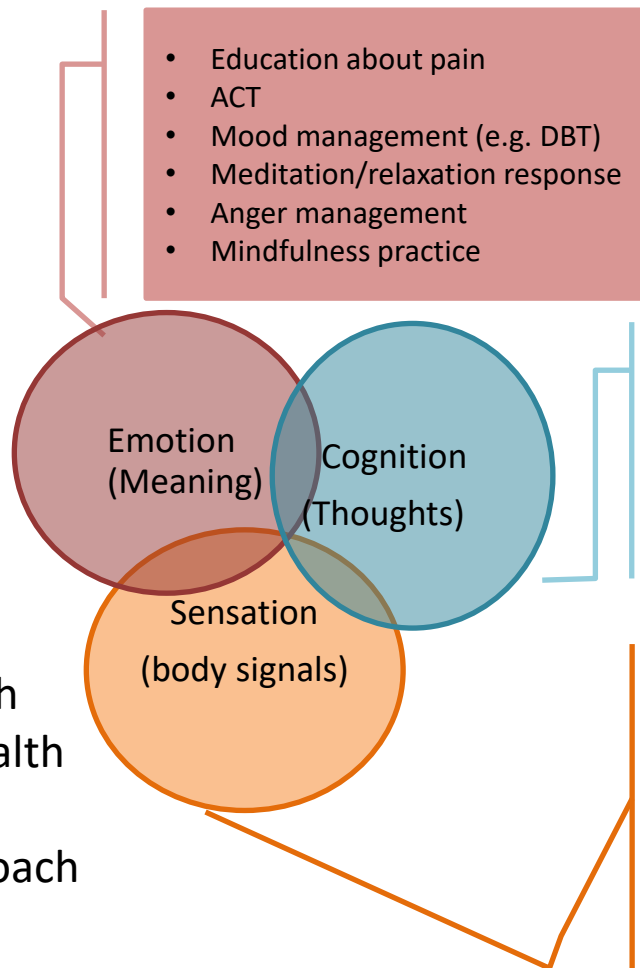 • Education about pain
• ACT
• Mood management (e.g. DBT)
• Meditation/relaxation response
• Anger management
• Mindfulness practice
Emotion
(Meaning)
Cognition
(Thoughts)
Sensation
(body signals)